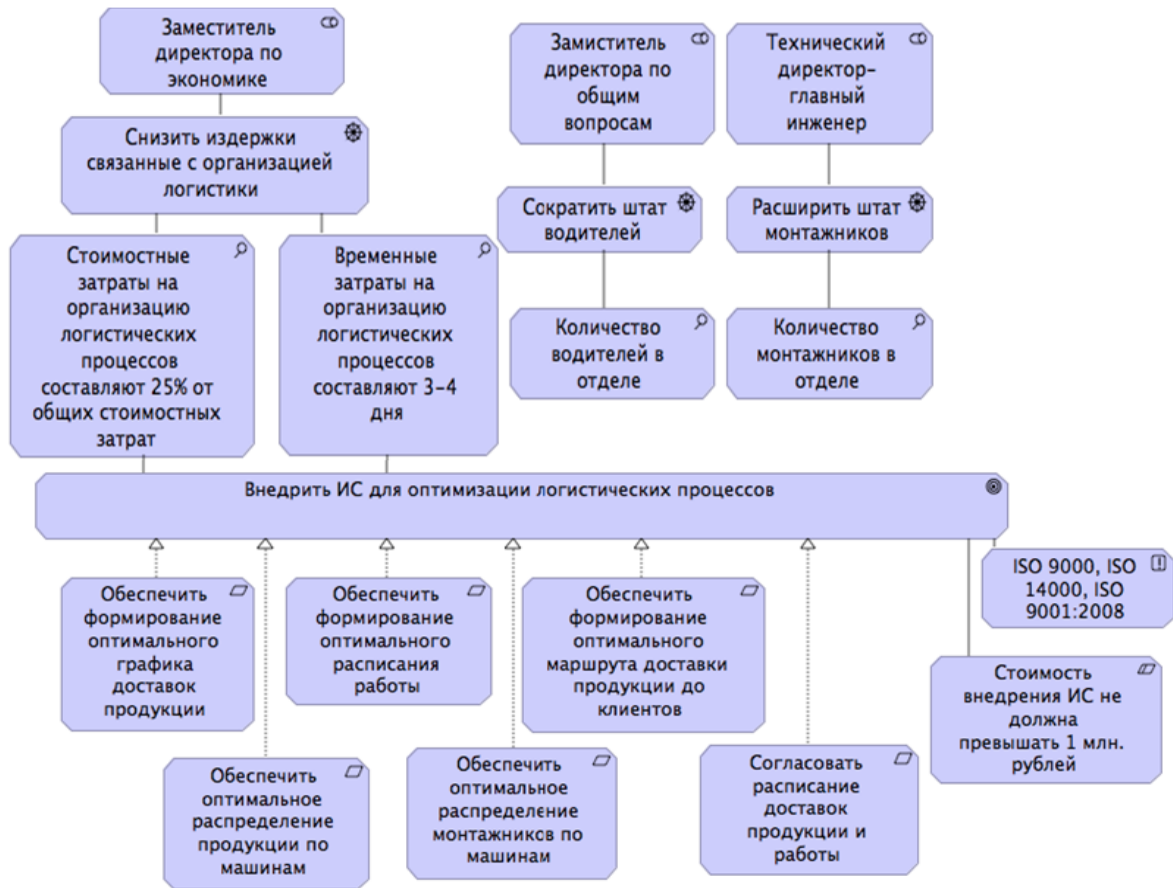 Заместитель
директора по
экономике
Замиститель
директора по
общим
вопросам
Технический
директор-
главный
инженер
Снизить издержки
связанные с организацией
логистики
Сократить штат
водителей
Расширить штат
монтажников
Стоимостные
затраты на
организацию
логистических
процессов
составляют 25% от
общих стоимостных
затрат
Временные
затраты на
организацию
логистических
процессов
составляют 3-4
дня
Количество
водителей в
отделе
Количество
монтажников в
отделе
Внедрить ИС для оптимизации логистических процессов
Обеспечить
формирование
оптимального
графика
доставок
продукции
Обеспечить
формирование
оптимального
расписания
работы
Обеспечить
формирование
оптимального
маршрута доставки
продукции до
клиентов
ISO 9000, ISO
14000, ISO
9001:2008
Стоимость
внедрения ИС не
должна
превышать 1 млн.
рублей
Обеспечить
оптимальное
распределение
продукции по
машинам
Обеспечить
оптимальное
распределение
монтажников по
машинам
Согласовать
расписание
доставок
продукции и
работы